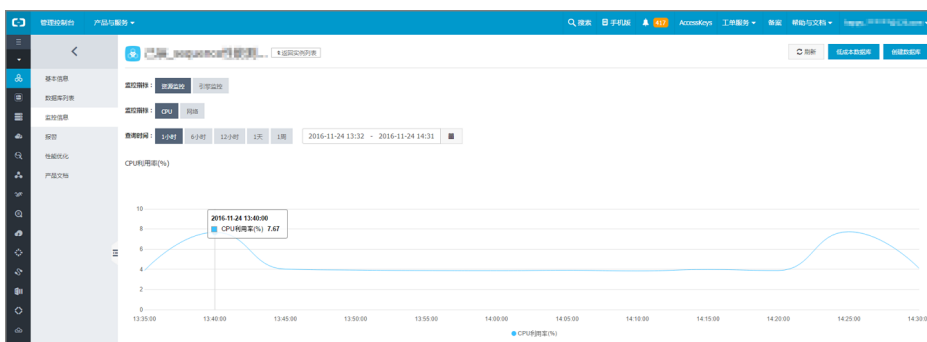 管理控制台 产品与服务 搜索 手机版 417 AccessKeys 工单服务 备案 帮助与文档
返回实例列表 刷新 低成本数据库 创建数据库
基本信息
数据库列表
监控信息
报警
性能优化
产品文档
监控指标: 资源监控 引擎监控
监控指标: CPU 网络
查询时间: 1小时 6小时 12小时 1天 1周 2016-11-24 13:32 - 2016-11-24 14:31
CPU利用率(%)
2016-11-24 13:40:00
CPU利用率(%) 7.67
10
8
6
4
2
0
13:35:00 13:40:00 13:45:00 13:50:00 13:55:00 14:00:00 14:05:00 14:10:00 14:15:00 14:20:00 14:25:00 14:30:0
CPU利用率(%)